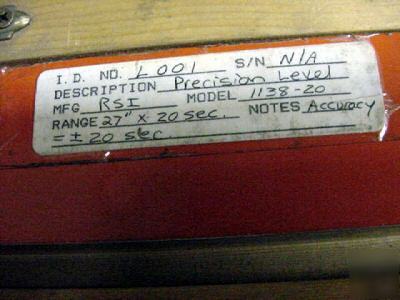 I.D. NO. L001 S/N N/A
DESCRIPTION Precision Level
MFG RSI MODEL 1138-20
RANGE 27" x 20 sec. NOTES Accuracy
= ± 20 sec.